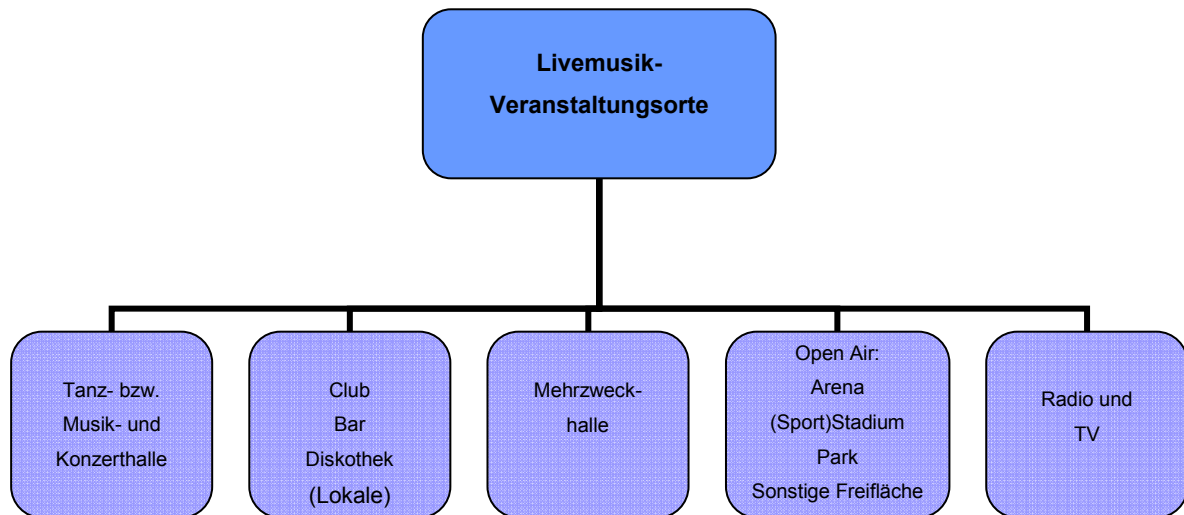 Livemusik-
Veranstaltungsorte
Tanz- bzw.
Musik- und
Konzerthalle
Club
Bar
Diskothek
(Lokale)
Mehrzweck-
halle
Open Air:
Arena
(Sport)Stadium
Park
Sonstige Freifläche
Radio und
TV